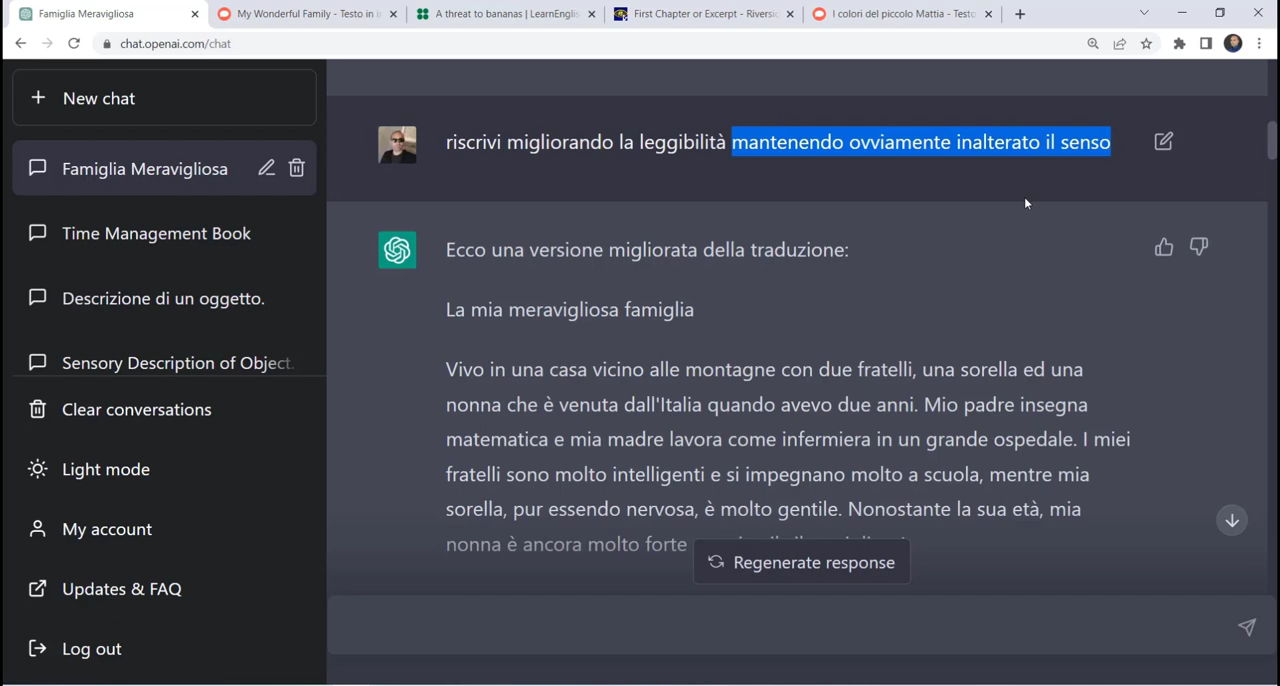 Famiglia Meravigliosa
My Wonderful Family - Testo in i
A threat to bananas | LearnEnglis
First Chapter or Excerpt - Riversid
I colori del piccolo Mattia - Testo
chat.openai.com/chat
New chat
Famiglia Meravigliosa
Time Management Book
Descrizione di un oggetto.
Sensory Description of Object.
Clear conversations
Light mode
My account
Updates & FAQ
Log out
riscrivi migliorando la leggibilità mantenendo ovviamente inalterato il senso
Ecco una versione migliorata della traduzione:
La mia meravigliosa famiglia
Vivo in una casa vicino alle montagne con due fratelli, una sorella ed una
nonna che è venuta dall'Italia quando avevo due anni. Mio padre insegna
matematica e mia madre lavora come infermiera in un grande ospedale. I miei
fratelli sono molto intelligenti e si impegnano molto a scuola, mentre mia
sorella, pur essendo nervosa, è molto gentile. Nonostante la sua età, mia
nonna è ancora molto forte
Regenerate response